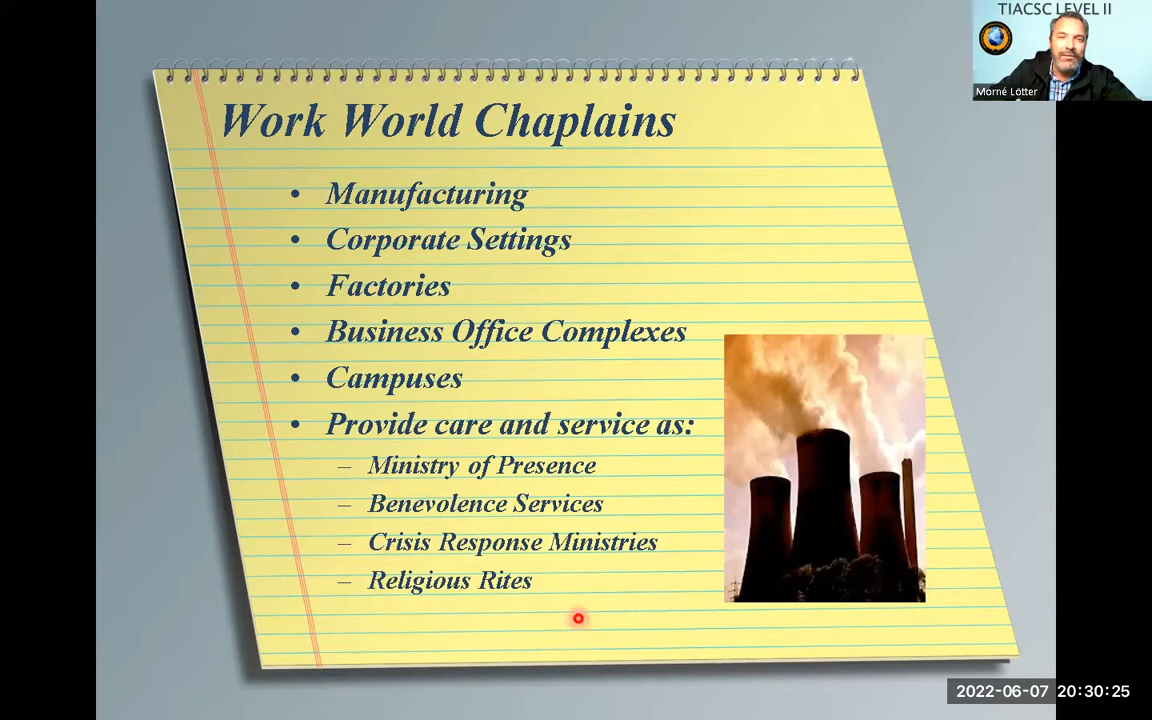 TIACSC LEVEL II
Morné Lötter
Work World Chaplains
• Manufacturing
• Corporate Settings
• Factories
• Business Office Complexes
• Campuses
• Provide care and service as:
– Ministry of Presence
– Benevolence Services
– Crisis Response Ministries
– Religious Rites
2022-06-07 20:30:25